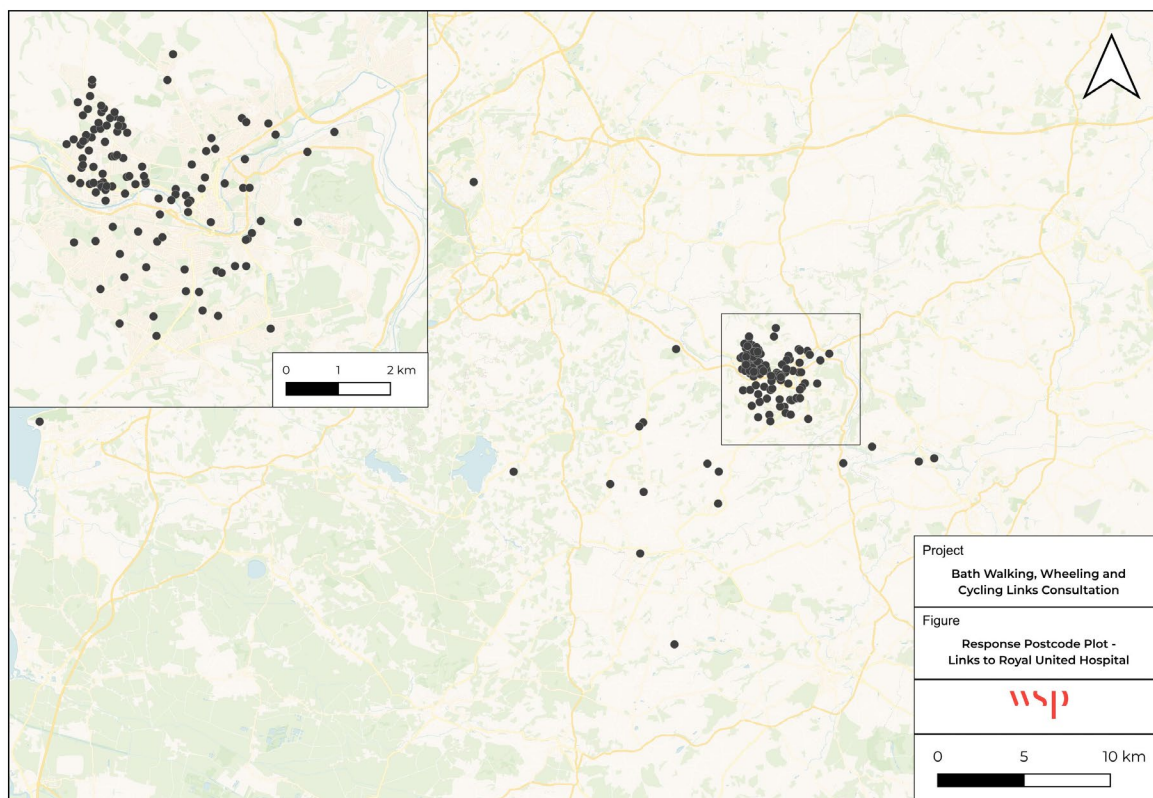 0 1 2 km
Project
Bath Walking, Wheeling and
Cycling Links Consultation
Figure
Response Postcode Plot -
Links to Royal United Hospital
wsp
0 5 10 km